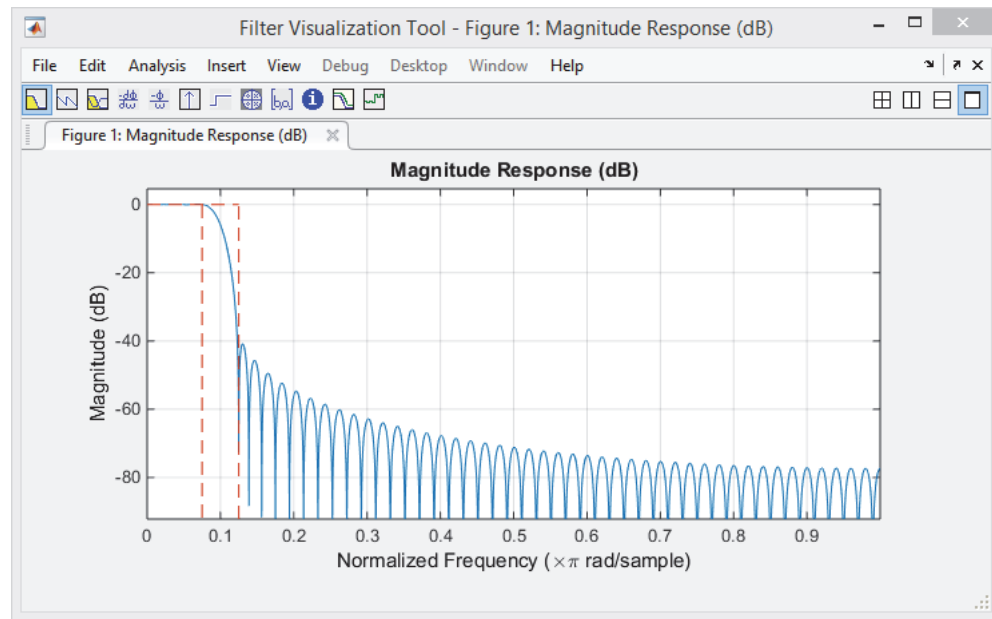 Filter Visualization Tool - Figure 1: Magnitude Response (dB)
File Edit Analysis Insert View Debug Desktop Window Help
Figure 1: Magnitude Response (dB)
Magnitude Response (dB)
Magnitude (dB)
0
-20
-40
-60
-80
0 0.1 0.2 0.3 0.4 0.5 0.6 0.7 0.8 0.9
Normalized Frequency (×π rad/sample)